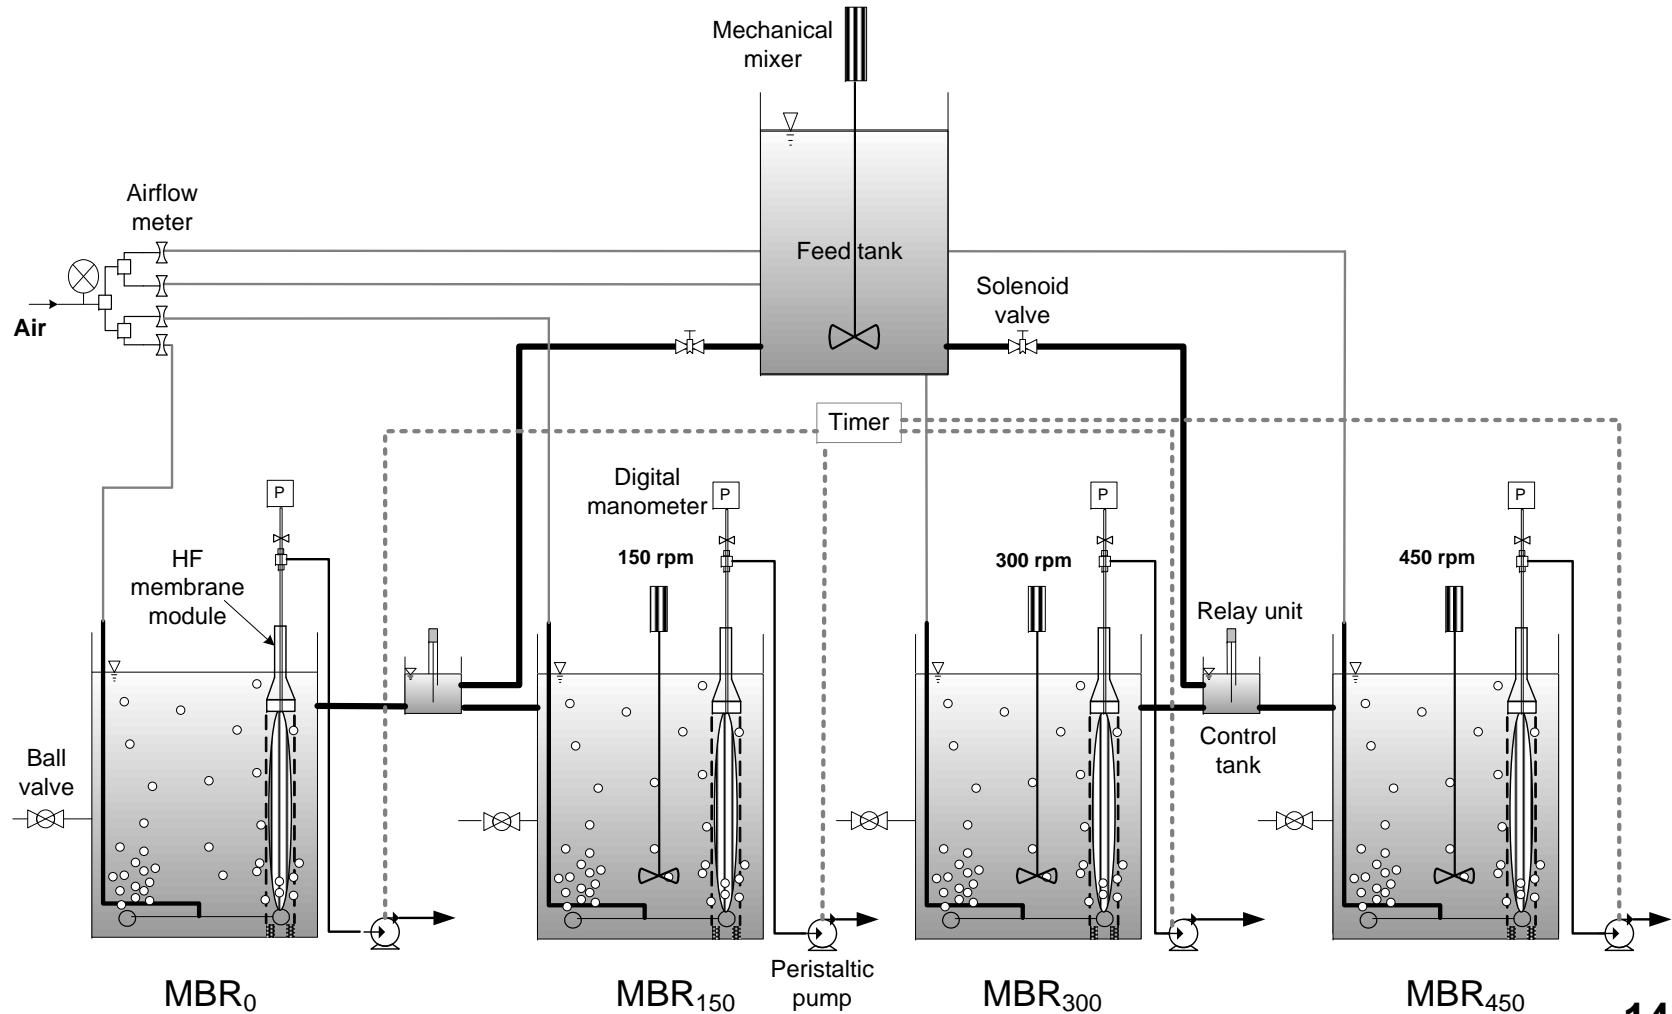 Mechanical
mixer
Airflow
meter
Feed tank
Solenoid
valve
Air
Timer
Digital
manometer
P
P
P
P
HF
membrane
module
150 rpm
300 rpm
450 rpm
Relay unit
Ball
valve
Control
tank
Peristaltic
pump
MBR0
MBR150
MBR300
MBR450